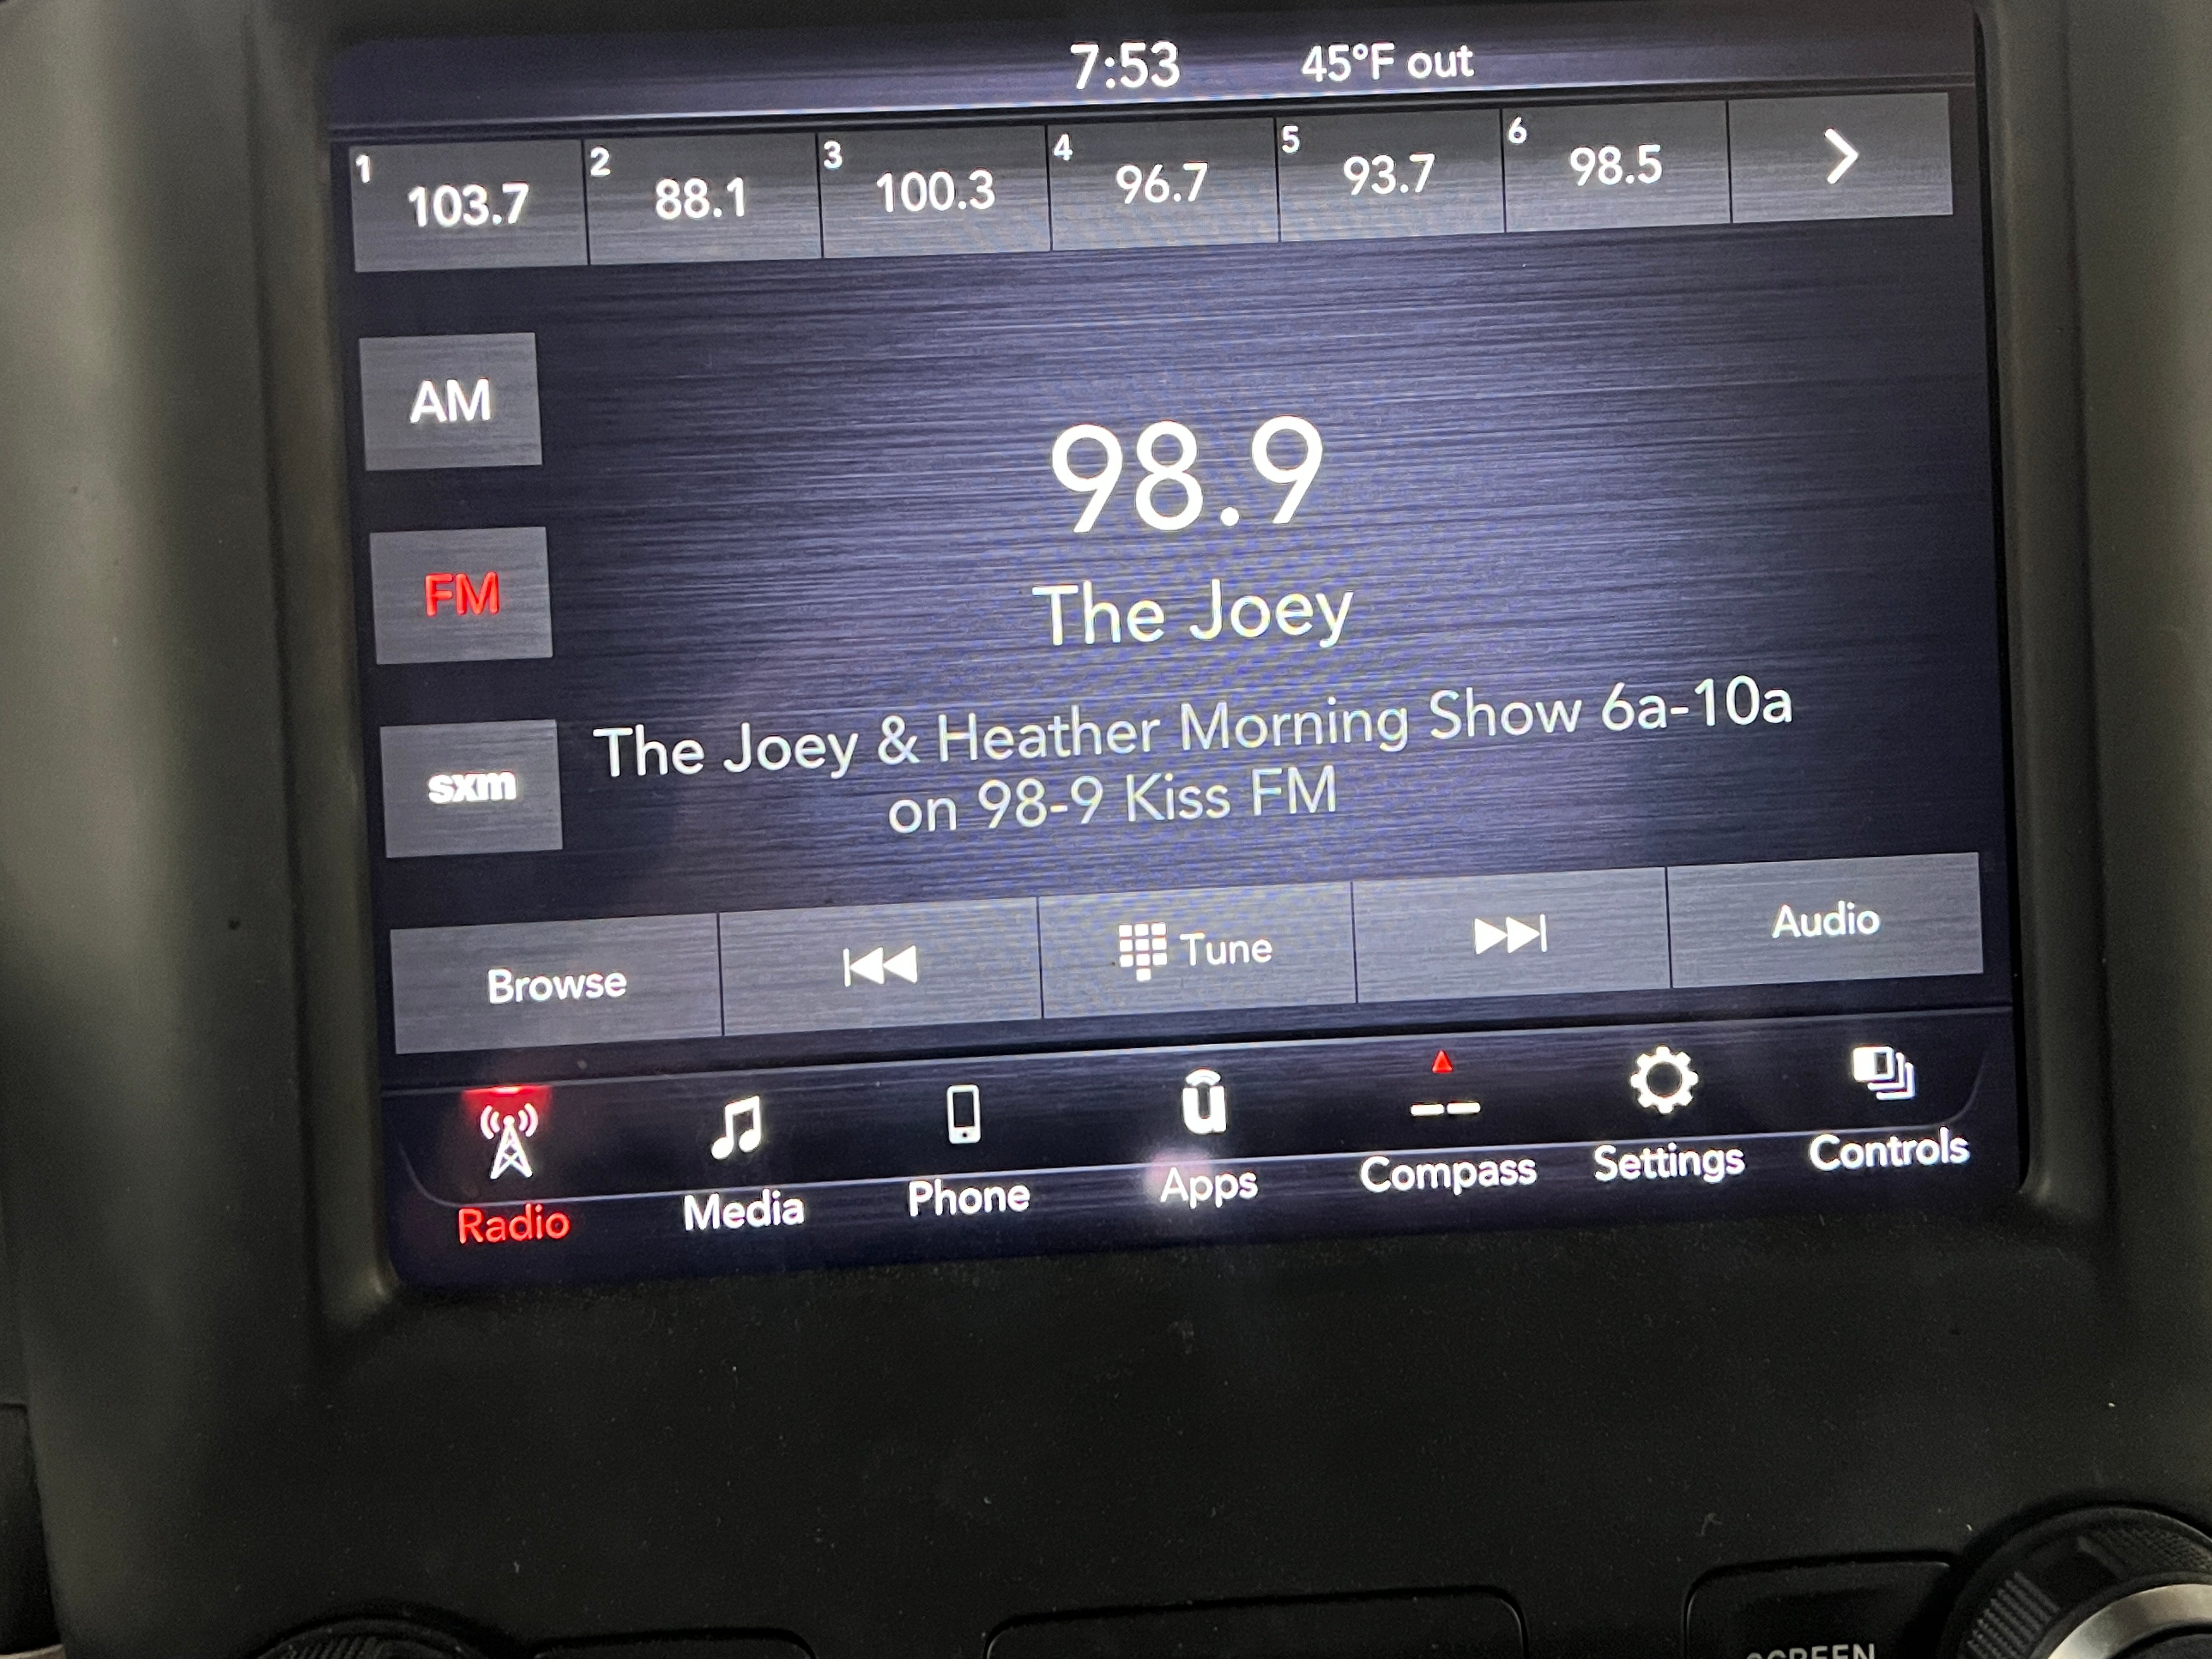 7:53 45°F out
1 103.7 2 88.1 3 100.3 4 96.7 5 93.7 6 98.5
AM
98.9
FM
The Joey
sxm
The Joey & Heather Morning Show 6a-10a
on 98-9 Kiss FM
Browse Tune Audio
Radio Media Phone Apps Compass Settings Controls
SCREEN